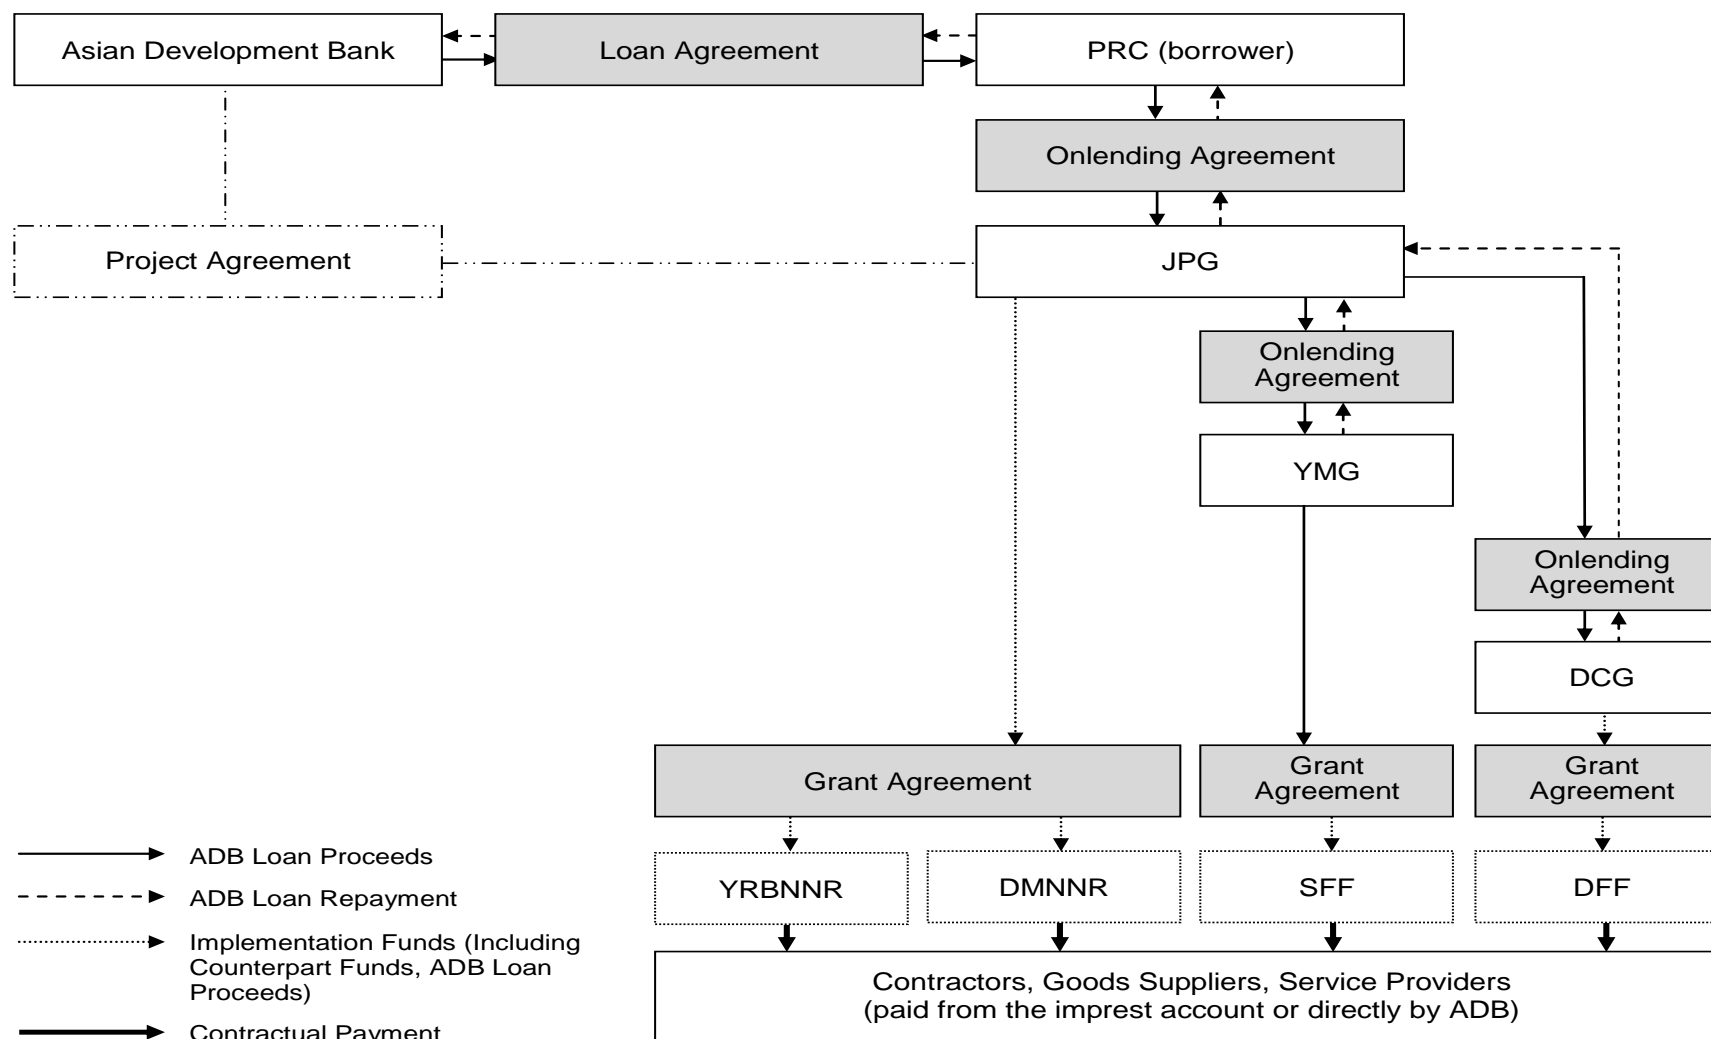 Asian Development Bank
Loan Agreement
PRC (borrower)
Onlending Agreement
Project Agreement
JPG
Onlending
Agreement
YMG
Onlending
Agreement
DCG
Grant Agreement
Grant
Agreement
Grant
Agreement
YRBNNR
DMNNR
SFF
DFF
Contractors, Goods Suppliers, Service Providers
(paid from the imprest account or directly by ADB)
ADB Loan Proceeds
ADB Loan Repayment
Implementation Funds (Including
Counterpart Funds, ADB Loan
Proceeds)
Contractual Payment